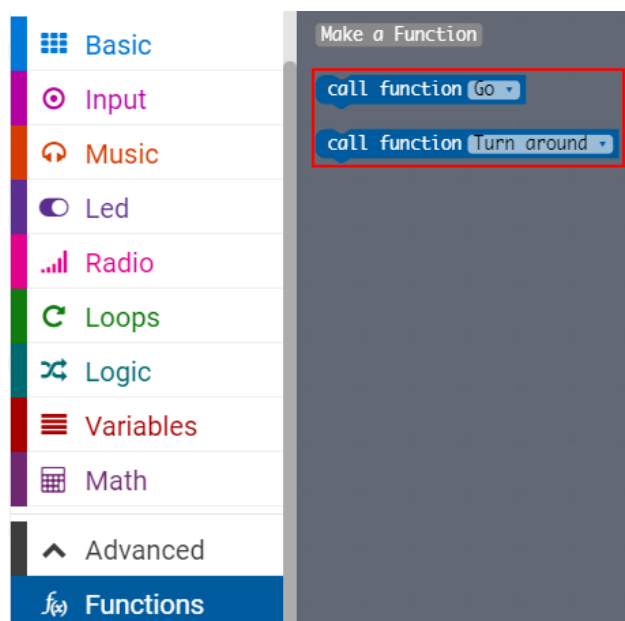 Basic
Input
Music
Led
Radio
Loops
Logic
Variables
Math
Advanced
f(x) Functions
Make a Function
call function Go
call function Turn around